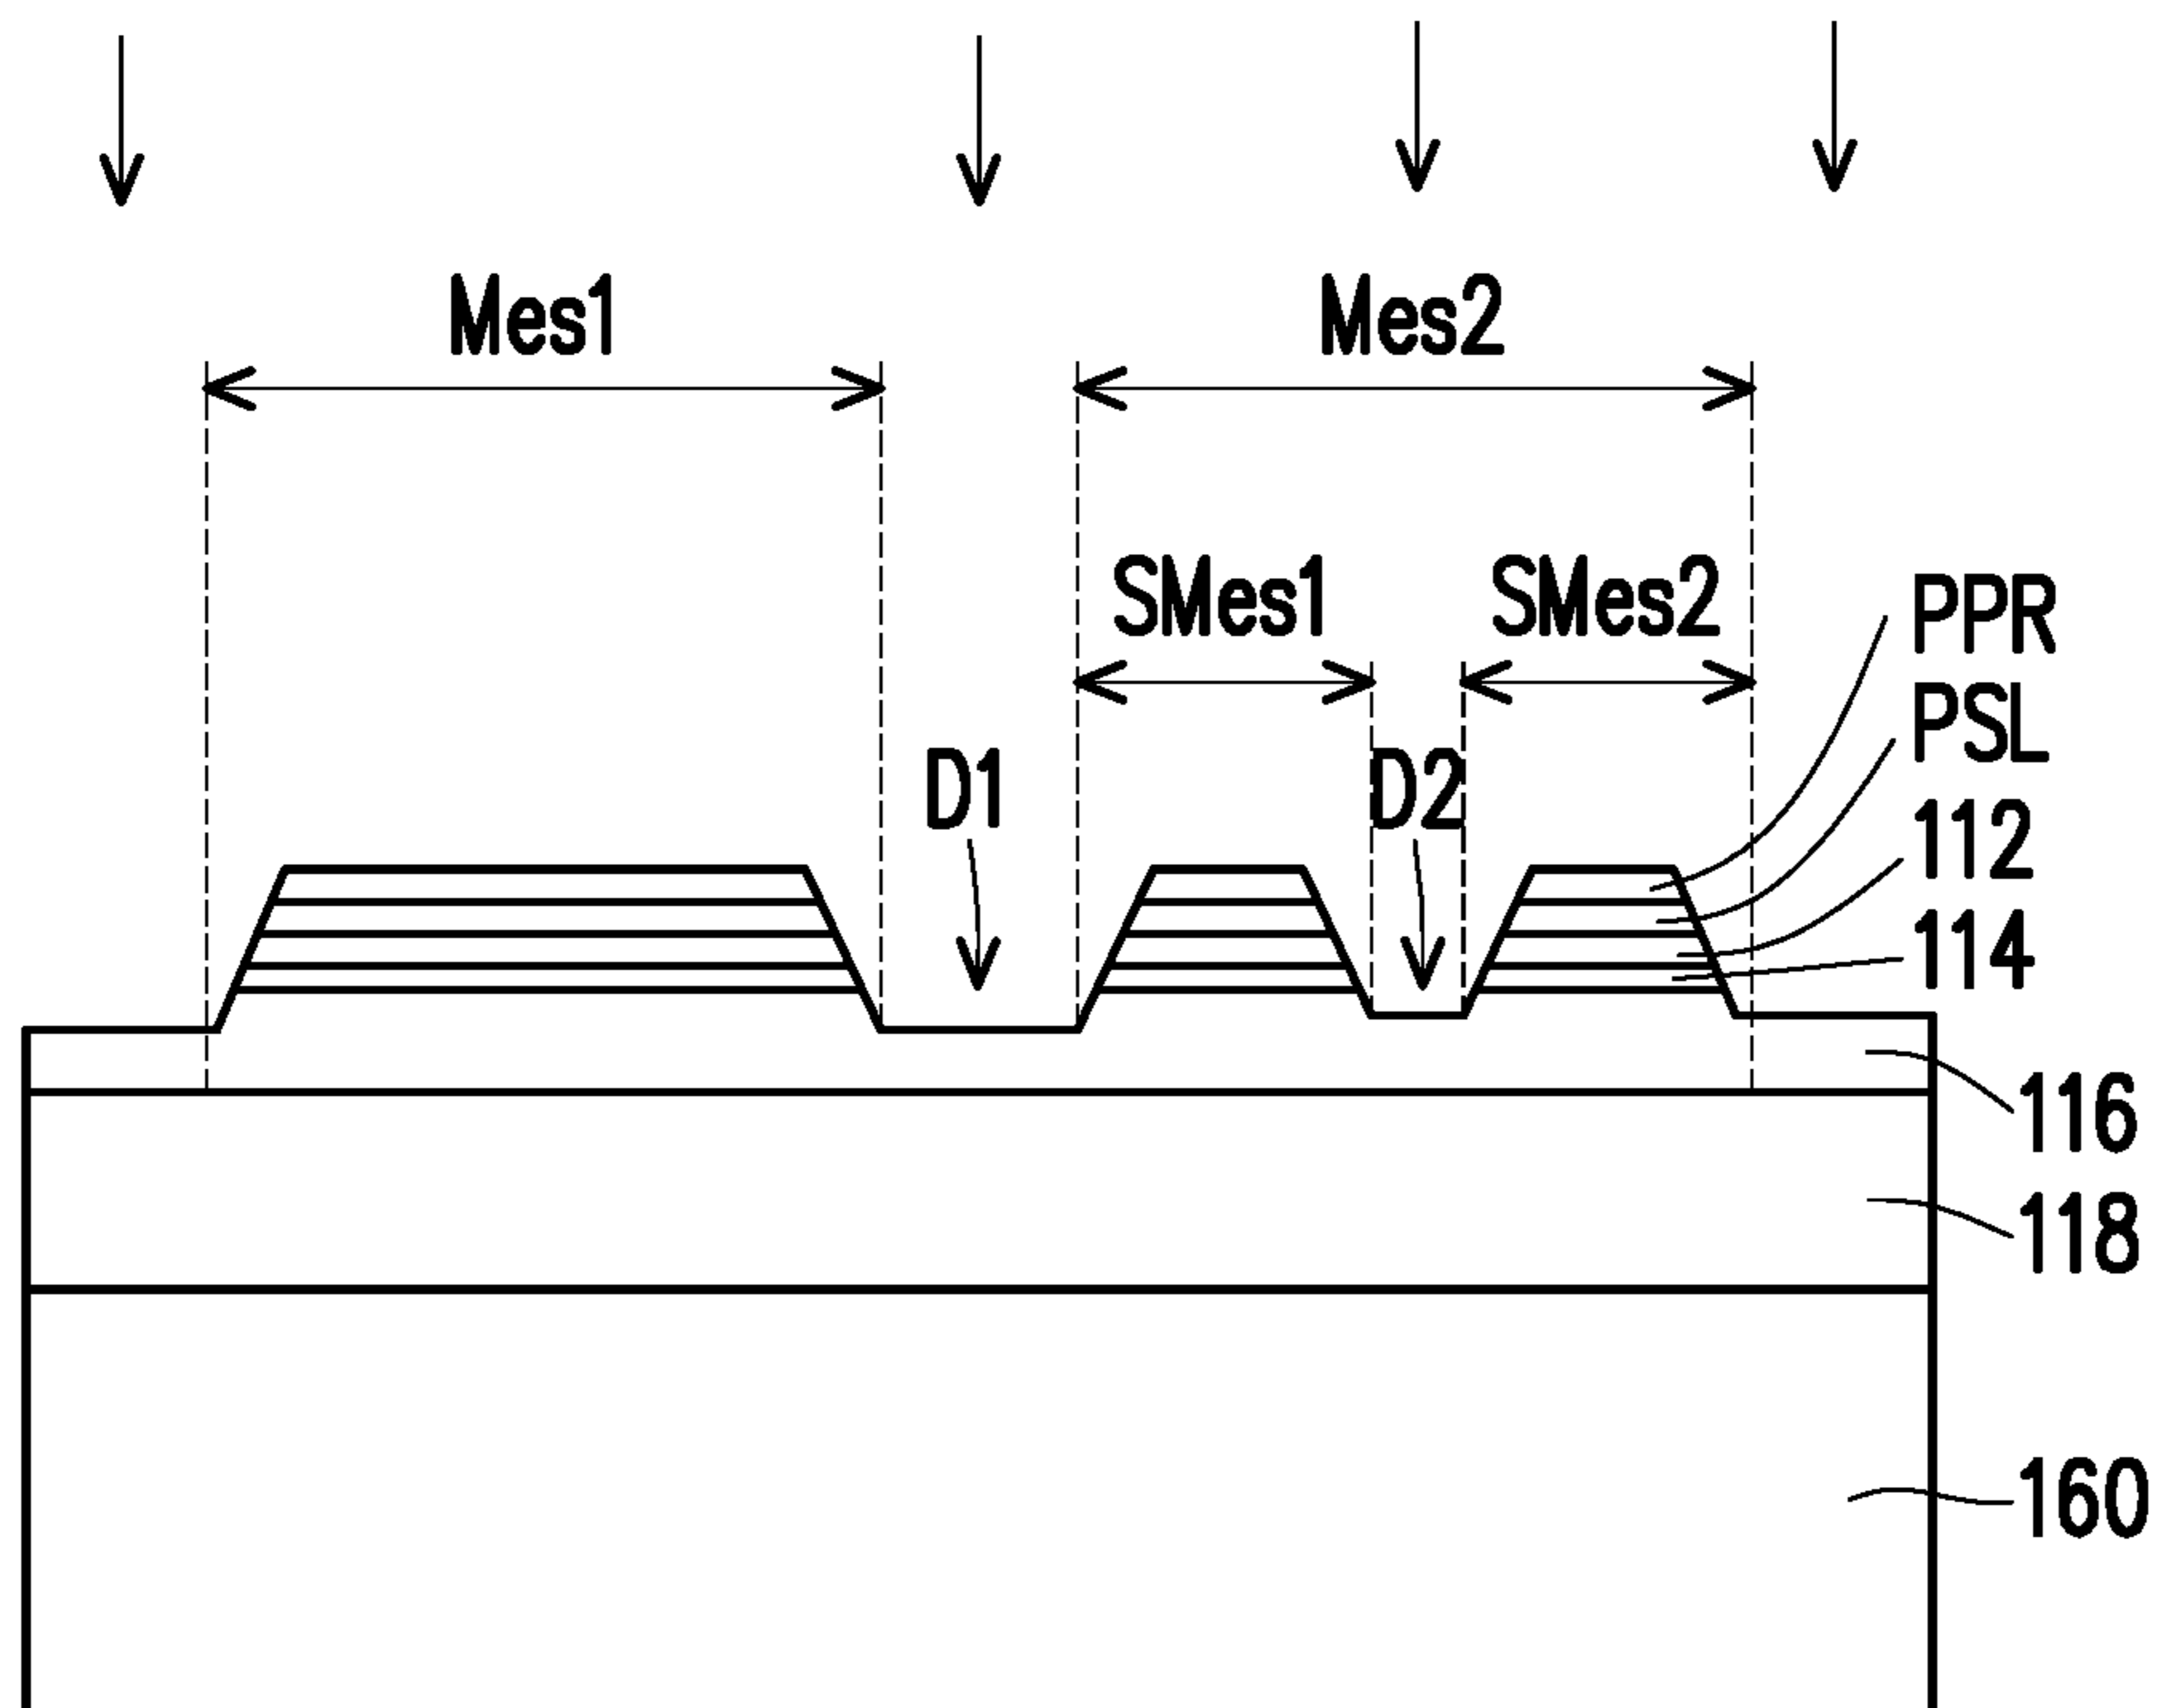 Mes1 Mes2
SMes1 SMes2
PPR
PSL
D1 D2
112
114
116
118
160